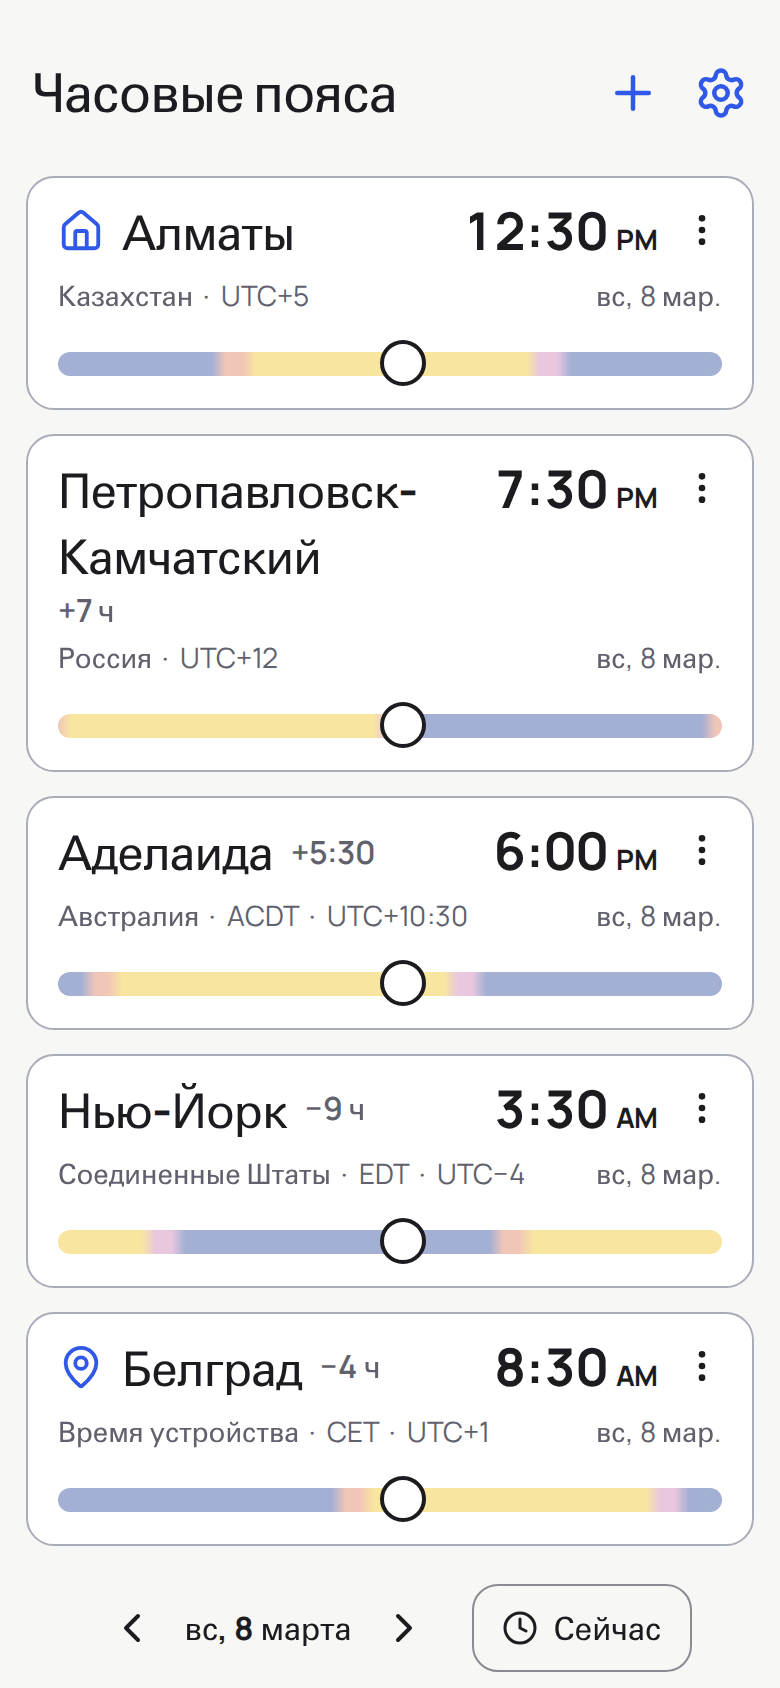 Часовые пояса
Алматы 12:30 PM
Казахстан · UTC+5 вс, 8 мар.
Петропавловск- 7:30 PM
Камчатский
+7 ч
Россия · UTC+12 вс, 8 мар.
Аделаида +5:30 6:00 PM
Австралия · ACDT · UTC+10:30 вс, 8 мар.
Нью-Йорк −9 ч 3:30 AM
Соединенные Штаты · EDT · UTC−4 вс, 8 мар.
Белград −4 ч 8:30 AM
Время устройства · CET · UTC+1 вс, 8 мар.
вс, 8 марта Сейчас